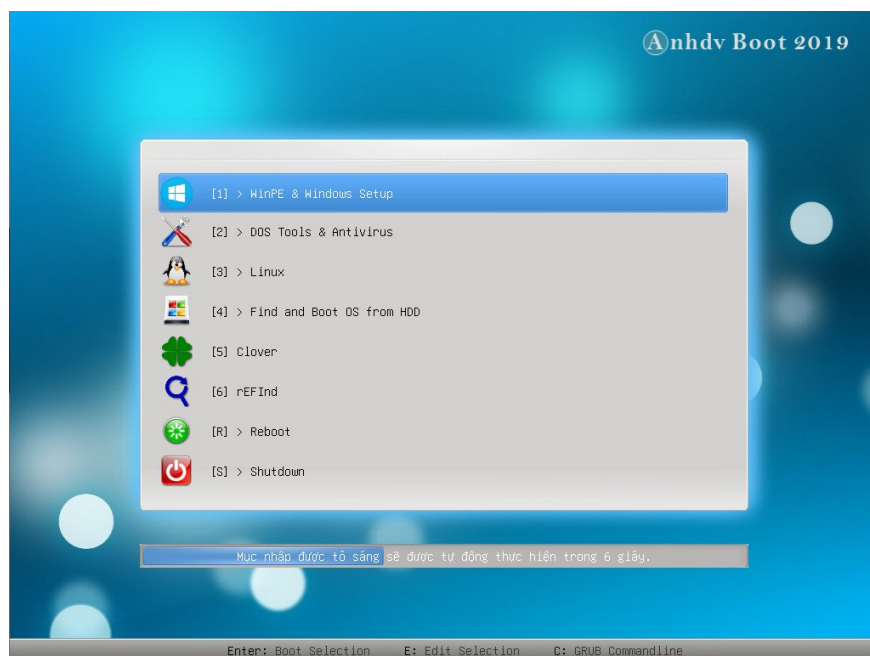 Anhdv Boot 2019
[1] > WinPE & Windows Setup
[2] > DOS Tools & Antivirus
[3] > Linux
[4] > Find and Boot OS from HDD
[5] Clover
[6] rEFInd
[R] > Reboot
[S] > Shutdown
Mục nhập được tô sáng sẽ được tự động thực hiện trong 6 giây.
Enter: Boot Selection E: Edit Selection C: GRUB Commandline